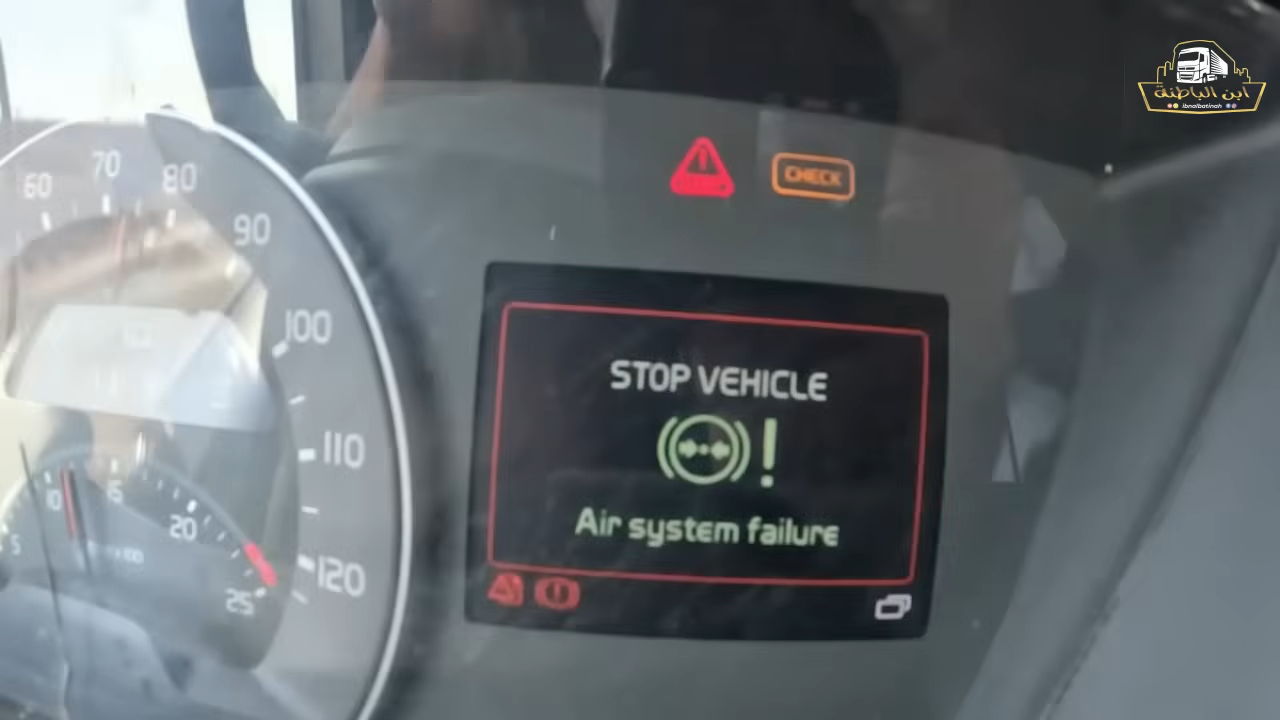 ابن الباطنة
ibnalbatinah
60
70
80
90
100
110
120
5
10
15
20
25
CHECK
STOP VEHICLE
!
Air system failure